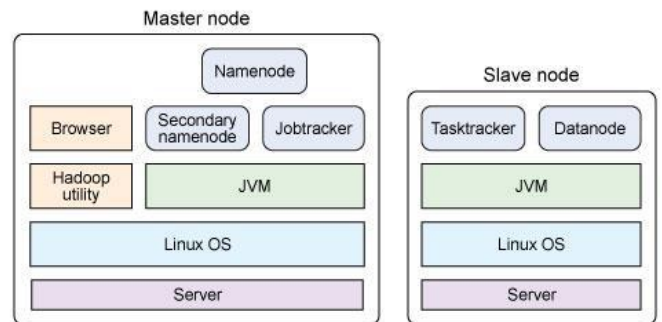 Master node
Namenode
Browser
Secondary
namenode
Jobtracker
Hadoop
utility
JVM
Linux OS
Server
Slave node
Tasktracker
Datanode
JVM
Linux OS
Server